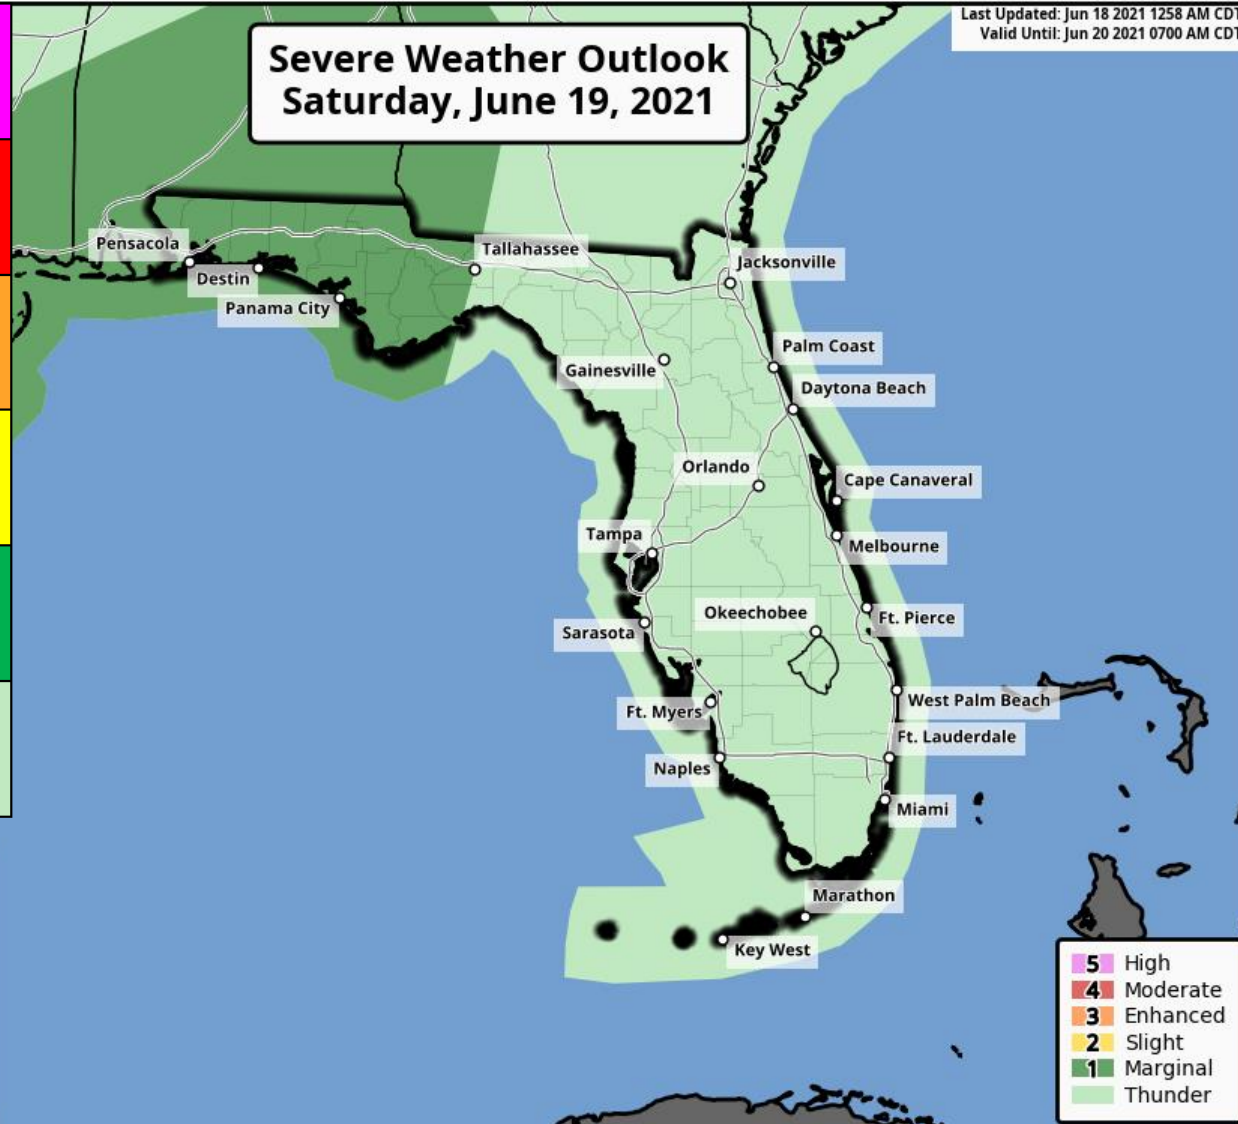 Last Updated: Jun 18 2021 1258 AM CDT
Valid Until: Jun 20 2021 0700 AM CDT
Severe Weather Outlook
Saturday, June 19, 2021
Pensacola
Tallahassee
Jacksonville
Destin
Panama City
Palm Coast
Gainesville
Daytona Beach
Orlando
Cape Canaveral
Tampa
Melbourne
Okeechobee
Ft. Pierce
Sarasota
West Palm Beach
Ft. Myers
Ft. Lauderdale
Naples
Miami
Marathon
Key West
5 High
4 Moderate
3 Enhanced
2 Slight
1 Marginal
Thunder